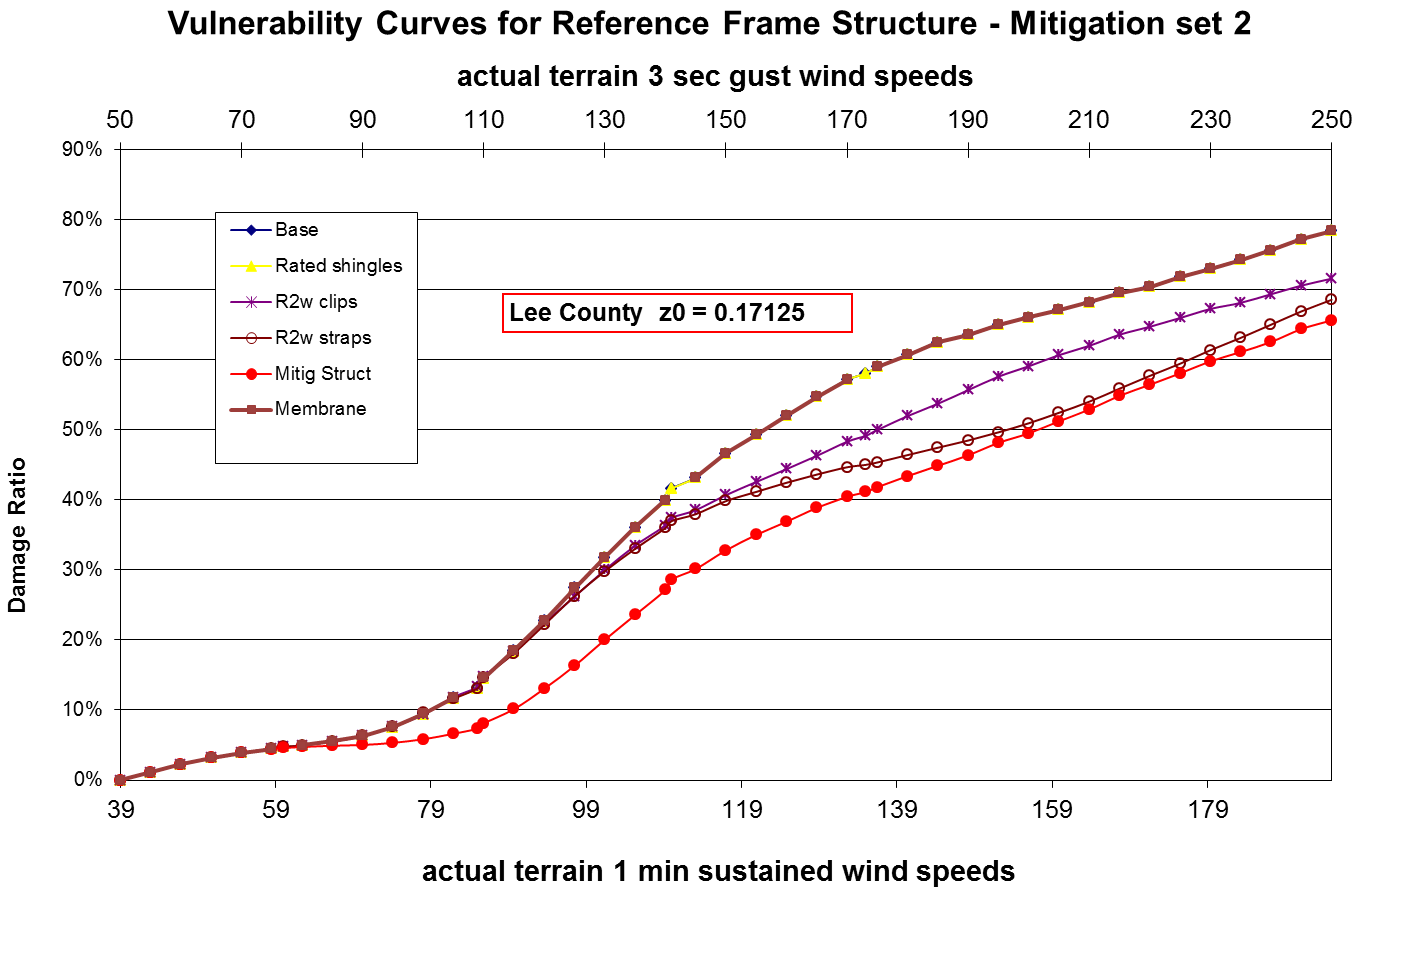 Vulnerability Curves for Reference Frame Structure - Mitigation set 2
actual terrain 3 sec gust wind speeds
50 70 90 110 130 150 170 190 210 230 250
90%
80%
70%
60%
50%
40%
30%
20%
10%
0%
Damage Ratio
Base
Rated shingles
R2w clips
R2w straps
Mitig Struct
Membrane
Lee County z0 = 0.17125
39 59 79 99 119 139 159 179
actual terrain 1 min sustained wind speeds